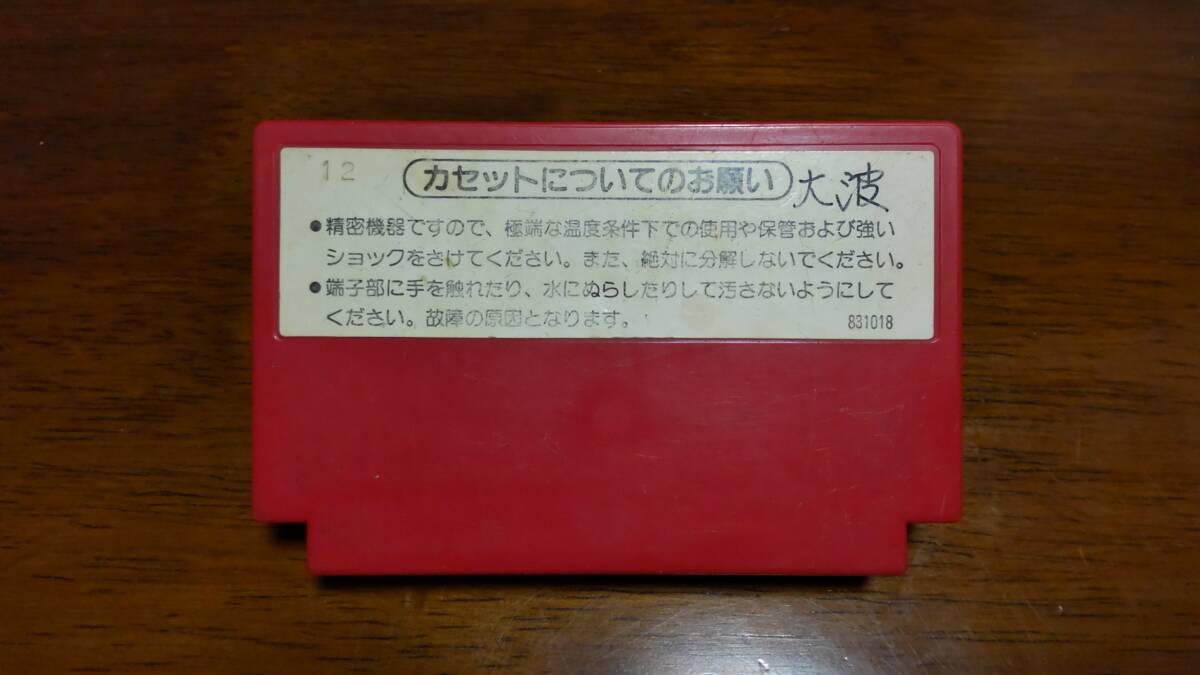 12
カセットについてのお願い 大波
●精密機器ですので、極端な温度条件下での使用や保管および強い
ショックをさけてください。また、絶対に分解しないでください。
●端子部に手を触れたり、水にぬらしたりして汚さないようにして
ください。故障の原因となります。
831018